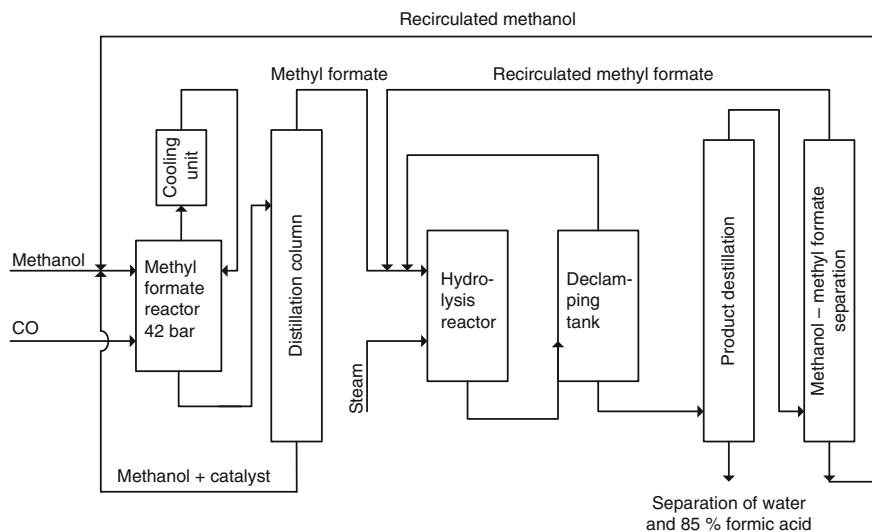 Recirculated methanol
Methyl formate
Recirculated methyl formate
Cooling
unit
Methanol
CO
Methyl
formate
reactor
42 bar
Distillation column
Steam
Hydro-
lysis
reactor
Declam-
ping
tank
Product destillation
Methanol – methyl formate
separation
Methanol + catalyst
Separation of water
and 85 % formic acid